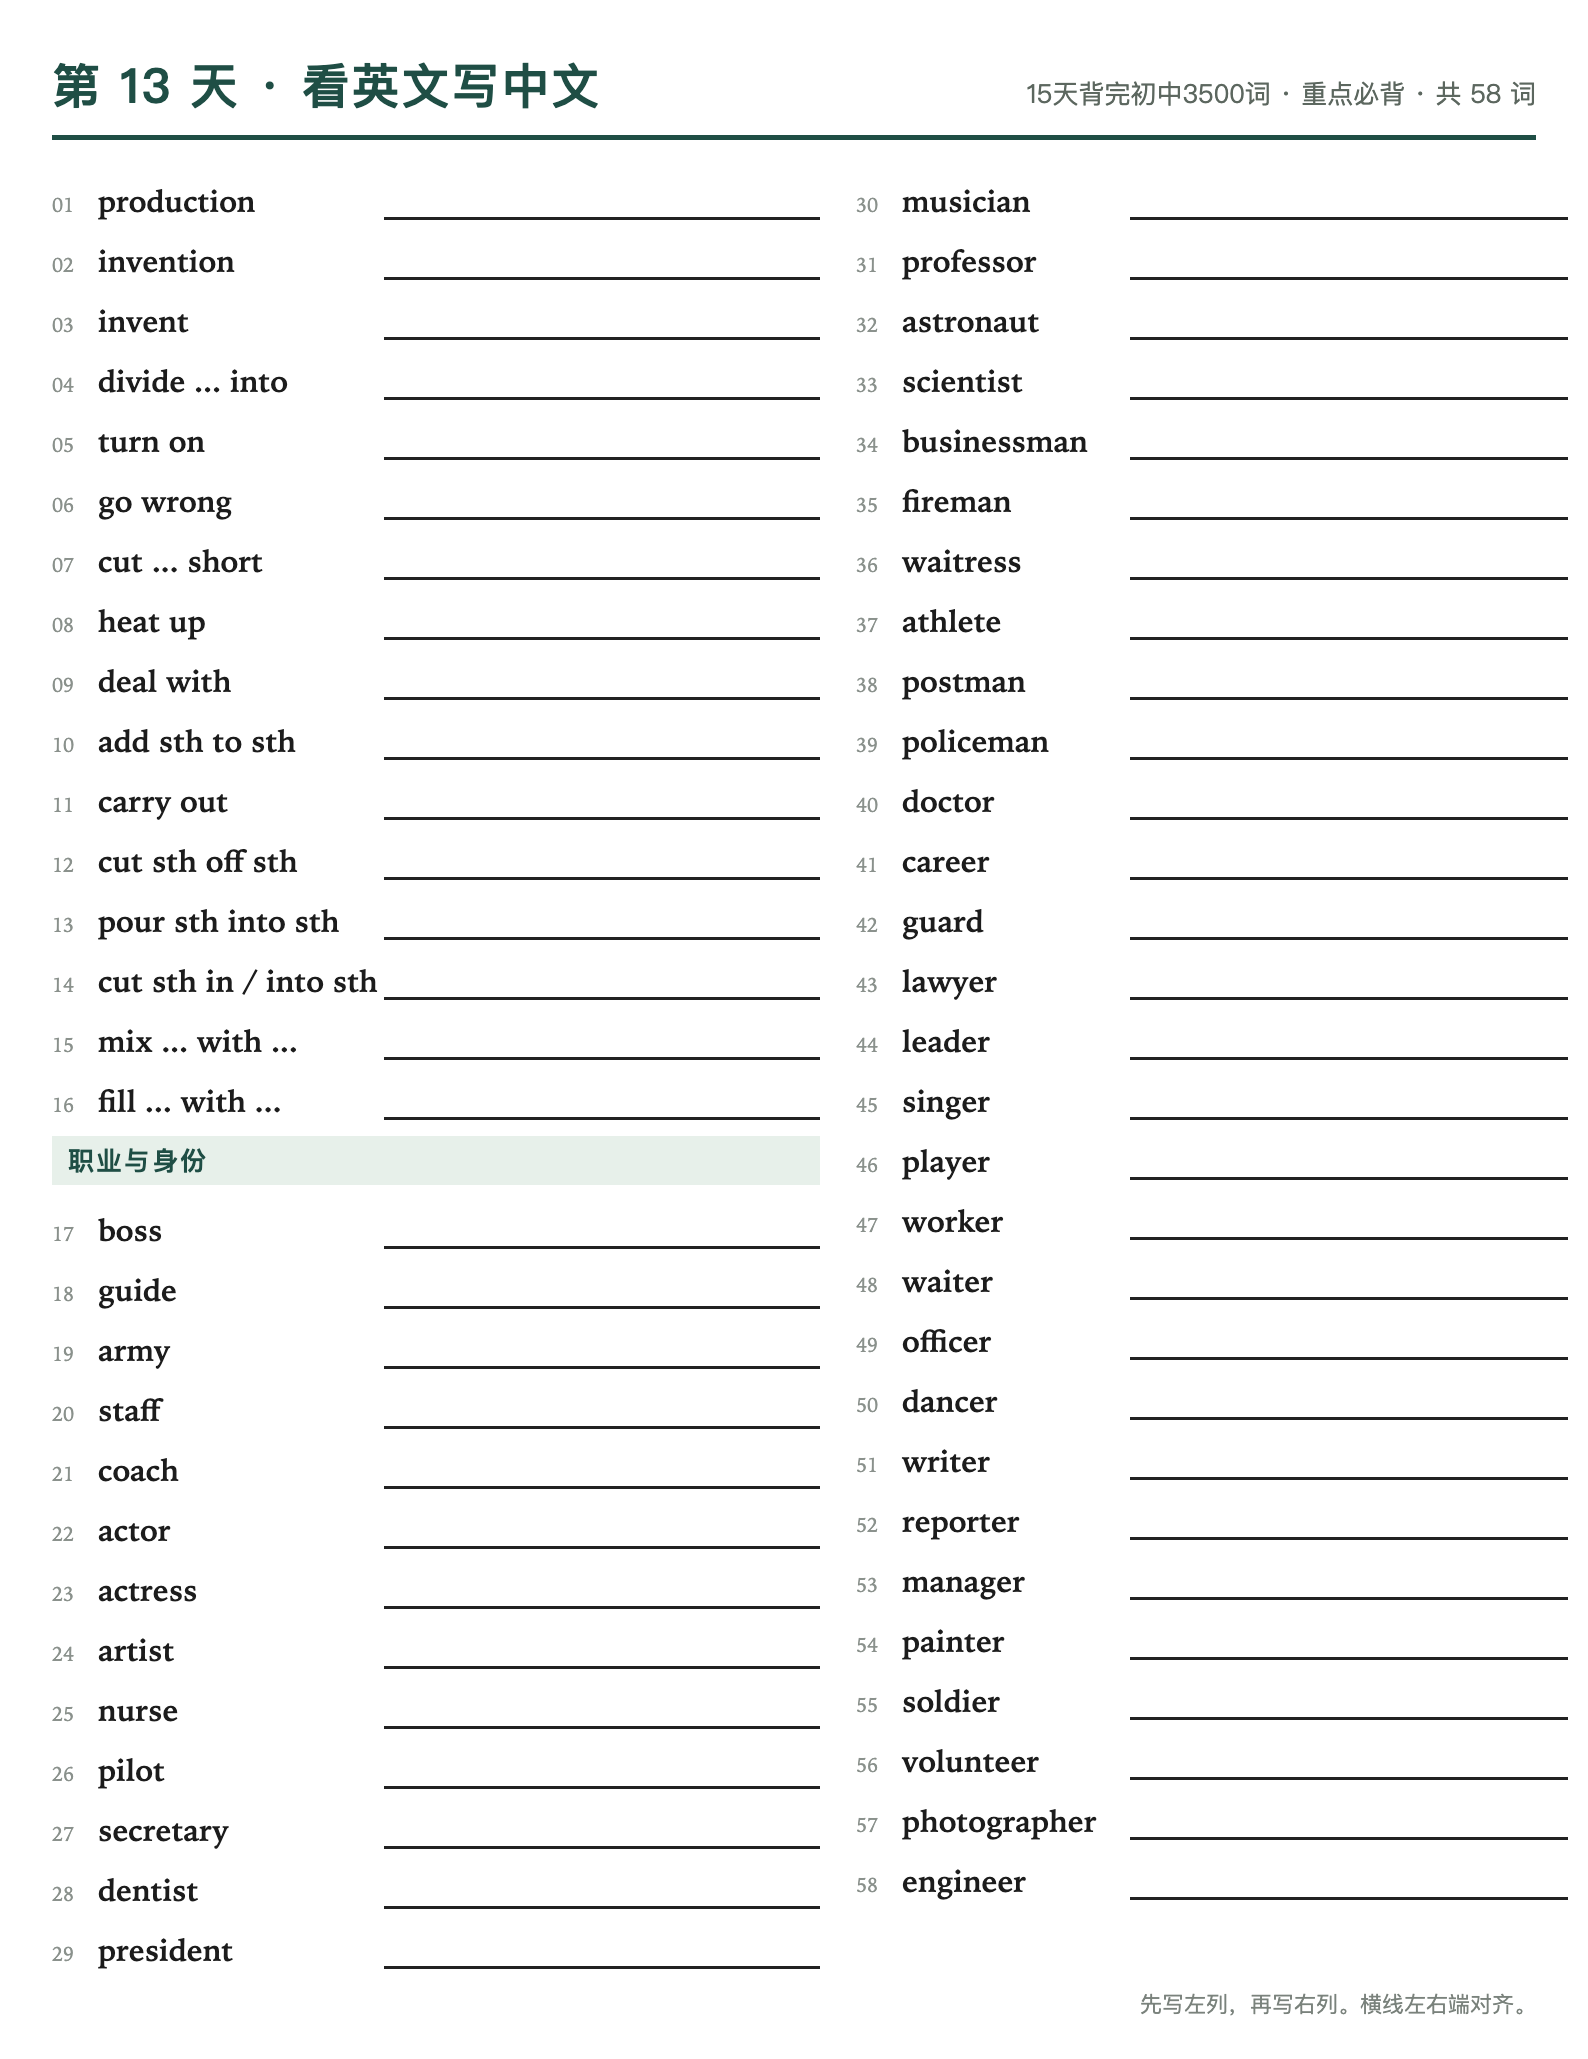 第 13 天 · 看英文写中文
15天背完初中3500词 · 重点必背 · 共 58 词
01 production
02 invention
03 invent
04 divide ... into
05 turn on
06 go wrong
07 cut ... short
08 heat up
09 deal with
10 add sth to sth
11 carry out
12 cut sth off sth
13 pour sth into sth
14 cut sth in / into sth
15 mix ... with ...
16 fill ... with ...
职业与身份
17 boss
18 guide
19 army
20 staff
21 coach
22 actor
23 actress
24 artist
25 nurse
26 pilot
27 secretary
28 dentist
29 president
30 musician
31 professor
32 astronaut
33 scientist
34 businessman
35 fireman
36 waitress
37 athlete
38 postman
39 policeman
40 doctor
41 career
42 guard
43 lawyer
44 leader
45 singer
46 player
47 worker
48 waiter
49 officer
50 dancer
51 writer
52 reporter
53 manager
54 painter
55 soldier
56 volunteer
57 photographer
58 engineer
先写左列，再写右列。横线左右端对齐。